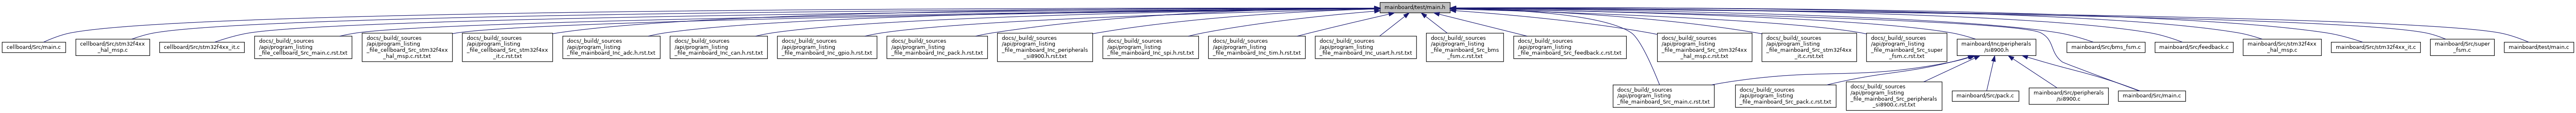 mainboard/test/main.h
cellboard/Src/main.c
cellboard/Src/stm32f4xx
_hal_msp.c
cellboard/Src/stm32f4xx_it.c
docs/_build/_sources
/api/program_listing
_file_cellboard_Src_main.c.rst.txt
docs/_build/_sources
/api/program_listing
_file_cellboard_Src_stm32f4xx
_hal_msp.c.rst.txt
docs/_build/_sources
/api/program_listing
_file_cellboard_Src_stm32f4xx
_it.c.rst.txt
docs/_build/_sources
/api/program_listing
_file_mainboard_Inc_adc.h.rst.txt
docs/_build/_sources
/api/program_listing
_file_mainboard_Inc_can.h.rst.txt
docs/_build/_sources
/api/program_listing
_file_mainboard_Inc_gpio.h.rst.txt
docs/_build/_sources
/api/program_listing
_file_mainboard_Inc_pack.h.rst.txt
docs/_build/_sources
/api/program_listing
_file_mainboard_Inc_peripherals
_si8900.h.rst.txt
docs/_build/_sources
/api/program_listing
_file_mainboard_Inc_spi.h.rst.txt
docs/_build/_sources
/api/program_listing
_file_mainboard_Inc_tim.h.rst.txt
docs/_build/_sources
/api/program_listing
_file_mainboard_Inc_usart.h.rst.txt
docs/_build/_sources
/api/program_listing
_file_mainboard_Src_bms
_fsm.c.rst.txt
docs/_build/_sources
/api/program_listing
_file_mainboard_Src_feedback.c.rst.txt
docs/_build/_sources
/api/program_listing
_file_mainboard_Src_stm32f4xx
_hal_msp.c.rst.txt
docs/_build/_sources
/api/program_listing
_file_mainboard_Src_stm32f4xx
_it.c.rst.txt
docs/_build/_sources
/api/program_listing
_file_mainboard_Src_super
_fsm.c.rst.txt
mainboard/Inc/peripherals
/si8900.h
mainboard/Src/bms_fsm.c
mainboard/Src/feedback.c
mainboard/Src/stm32f4xx
_hal_msp.c
mainboard/Src/stm32f4xx_it.c
mainboard/Src/super
_fsm.c
mainboard/test/main.c
docs/_build/_sources
/api/program_listing
_file_mainboard_Src_main.c.rst.txt
docs/_build/_sources
/api/program_listing
_file_mainboard_Src_pack.c.rst.txt
docs/_build/_sources
/api/program_listing
_file_mainboard_Src_peripherals
_si8900.c.rst.txt
mainboard/Src/pack.c
mainboard/Src/peripherals
/si8900.c
mainboard/Src/main.c